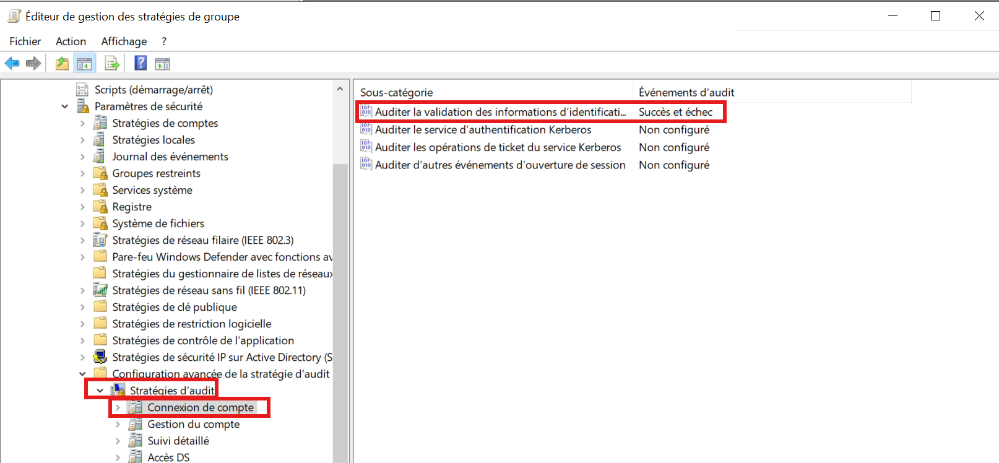 Éditeur de gestion des stratégies de groupe
Fichier Action Affichage ?
Scripts (démarrage/arrêt)
Paramètres de sécurité
Stratégies de comptes
Stratégies locales
Journal des événements
Groupes restreints
Services système
Registre
Système de fichiers
Stratégies de réseau filaire (IEEE 802.3)
Pare-feu Windows Defender avec fonctions av
Stratégies du gestionnaire de listes de réseaux
Stratégies de réseau sans fil (IEEE 802.11)
Stratégies de clé publique
Stratégies de restriction logicielle
Stratégies de contrôle de l’application
Stratégies de sécurité IP sur Active Directory (S
Configuration avancée de la stratégie d’audit
Stratégies d’audit
Connexion de compte
Gestion du compte
Suivi détaillé
Accès DS
Sous-catégorie Événements d’audit
Auditer la validation des informations d’identificati... Succès et échec
Auditer le service d’authentification Kerberos Non configuré
Auditer les opérations de ticket du service Kerberos Non configuré
Auditer d’autres événements d’ouverture de session Non configuré